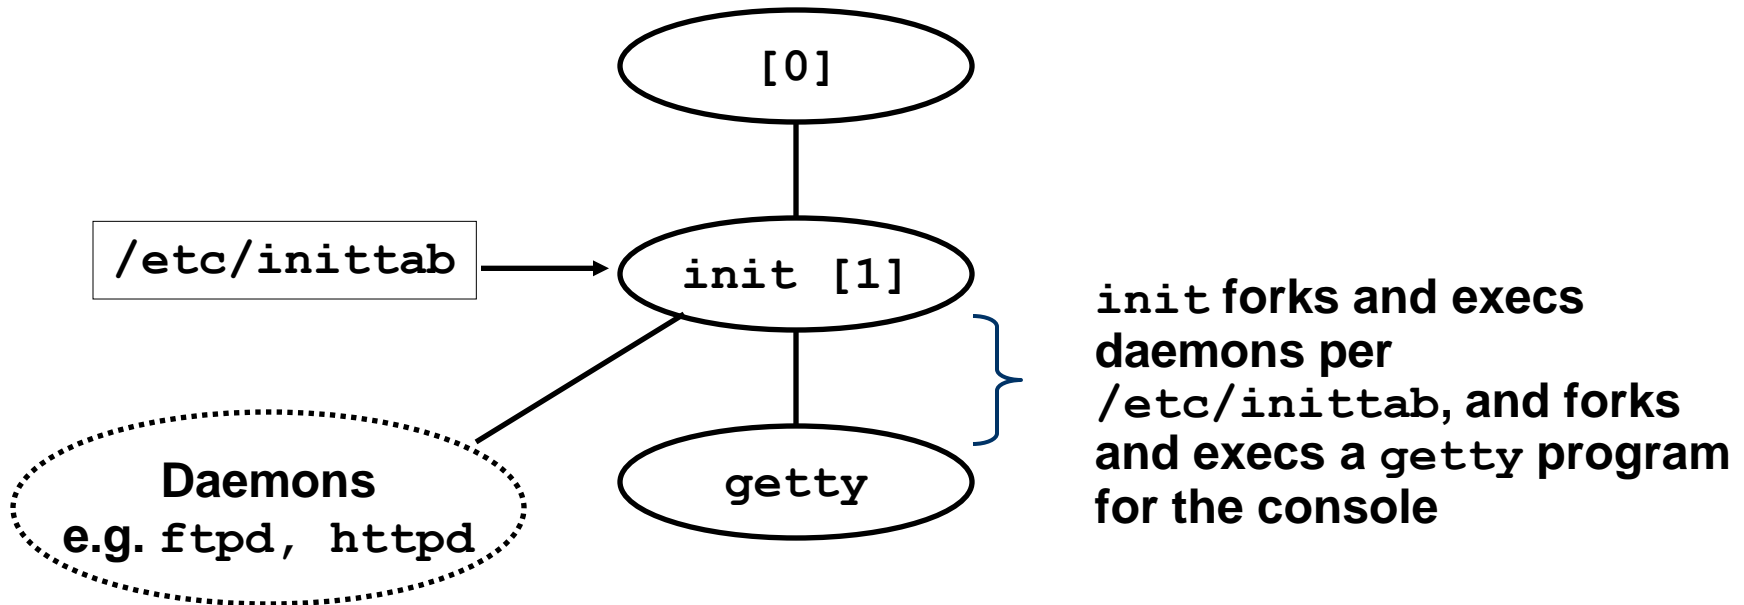 [0]
/etc/inittab
init [1]
init forks and execs
daemons per
/etc/inittab, and forks
and execs a getty program
for the console
Daemons
e.g. ftpd, httpd
getty